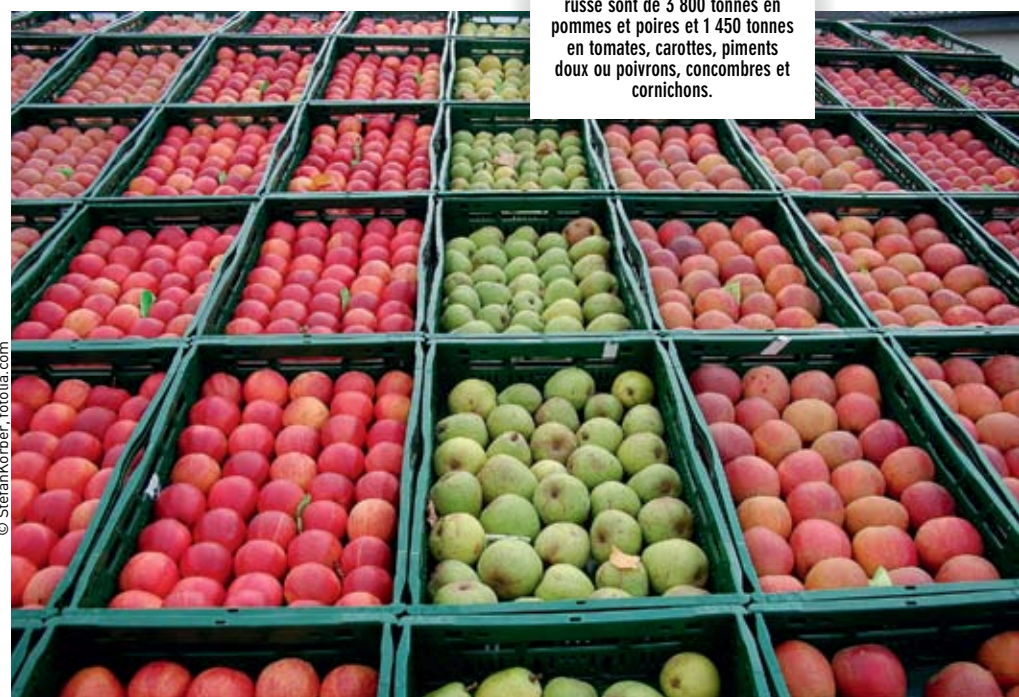 russe sont de 3 800 tonnes en
pommes et poires et 1 450 tonnes
en tomates, carottes, piments
doux ou poivrons, concombres et
cornichons.
© StefanKörber, fotolia.com